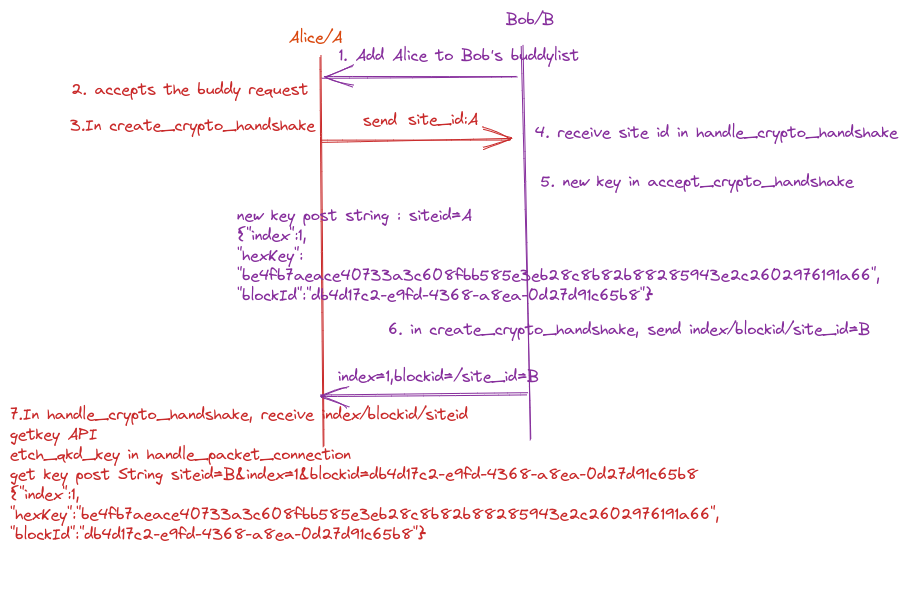 Bob/B
Alice/A
1. Add Alice to Bob's buddylist
2. accepts the buddy request
3.In create_crypto_handshake
send site_id:A
4. receive site id in handle_crypto_handshake
5. new key in accept_crypto_handshake
new key post string : siteid=A
{"index":1,
"hexKey":
"be4fb7aeace40733a3c608fbb585e3eb28c8b82b88285943e2c2602976191a66",
"blockId":"db4d17c2-e9fd-4368-a8ea-0d27d91c65b8"}
6. in create_crypto_handshake, send index/blockid/site_id=B
index=1,blockid=/site_id=B
7.In handle_crypto_handshake, receive index/blockid/siteid
getkey API
etch_qkd_key in handle_packet_connection
get key post String siteid=B&index=1&blockid=db4d17c2-e9fd-4368-a8ea-0d27d91c65b8
{"index":1,
"hexKey":"be4fb7aeace40733a3c608fbb585e3eb28c8b82b88285943e2c2602976191a66",
"blockId":"db4d17c2-e9fd-4368-a8ea-0d27d91c65b8"}